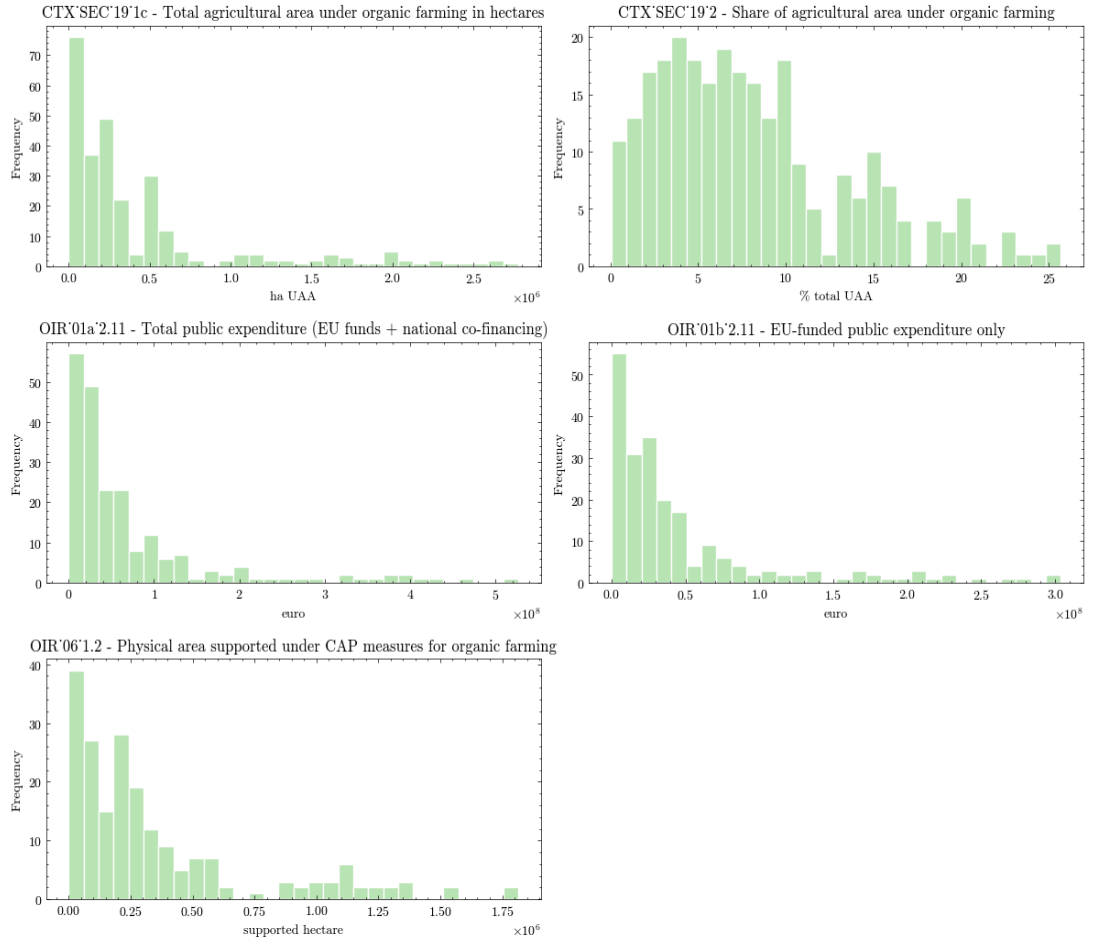 CTX˙SEC˙19˙1c - Total agricultural area under organic farming in hectares
Frequency
70
60
50
40
30
20
10
0
0.0 0.5 1.0 1.5 2.0 2.5
×10⁶
ha UAA
CTX˙SEC˙19˙2 - Share of agricultural area under organic farming
Frequency
20
15
10
5
0
0 5 10 15 20 25
% total UAA
OIR˙01a˙2.11 - Total public expenditure (EU funds + national co-financing)
Frequency
50
40
30
20
10
0
0 1 2 3 4 5
×10⁸
euro
OIR˙01b˙2.11 - EU-funded public expenditure only
Frequency
50
40
30
20
10
0
0.0 0.5 1.0 1.5 2.0 2.5 3.0
×10⁸
euro
OIR˙06˙1.2 - Physical area supported under CAP measures for organic farming
Frequency
40
30
20
10
0
0.00 0.25 0.50 0.75 1.00 1.25 1.50 1.75
×10⁶
supported hectare